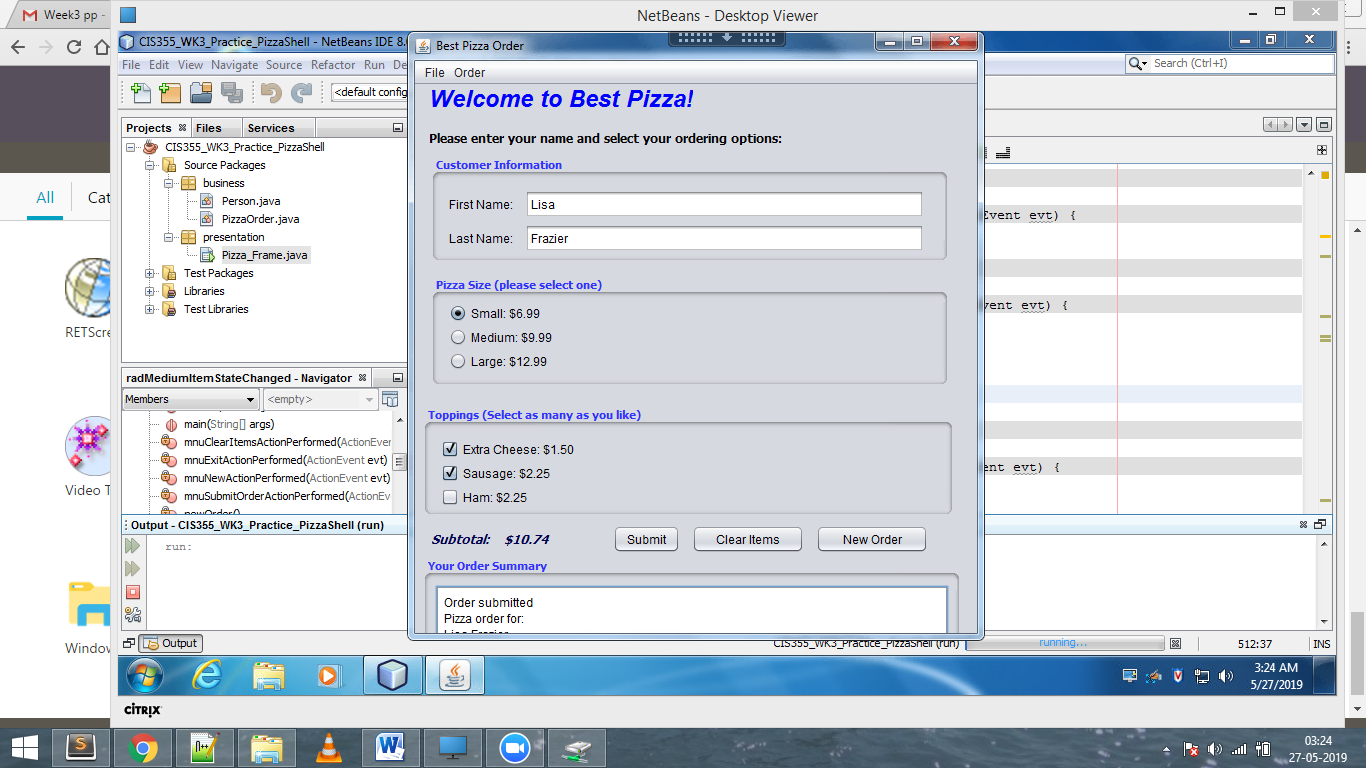 Week3 pp -
NetBeans - Desktop Viewer
CIS355_WK3_Practice_PizzaShell - NetBeans IDE 8.
Best Pizza Order
File Edit View Navigate Source Refactor Run
Search (Ctrl+I)
File Order
<default config
Welcome to Best Pizza!
Projects Files Services
Please enter your name and select your ordering options:
CIS355_WK3_Practice_PizzaShell
Source Packages
business
Person.java
PizzaOrder.java
presentation
Pizza_Frame.java
Test Packages
Libraries
Test Libraries
All
Customer Information
First Name: Lisa
Last Name: Frazier
Event evt) {
vent evt) {
ent evt) {
Pizza Size (please select one)
Small: $6.99
Medium: $9.99
Large: $12.99
radMediumItemStateChanged - Navigator
Members <empty>
main(String[] args)
mnuClearItemsActionPerformed(ActionEver
mnuExitActionPerformed(ActionEvent evt)
mnuNewActionPerformed(ActionEvent evt)
mnuSubmitOrderActionPerformed(ActionEv
newOrder()
Toppings (Select as many as you like)
Extra Cheese: $1.50
Sausage: $2.25
Ham: $2.25
Output - CIS355_WK3_Practice_PizzaShell (run)
run:
Subtotal: $10.74 Submit Clear Items New Order
Your Order Summary
Order submitted
Pizza order for:
Lisa Frazier
Output
CIS355_WK3_Practice_PizzaShell (run) running... 512:37 INS
RETScre
Video T
Window
3:24 AM
5/27/2019
CITRIX
03:24
27-05-2019